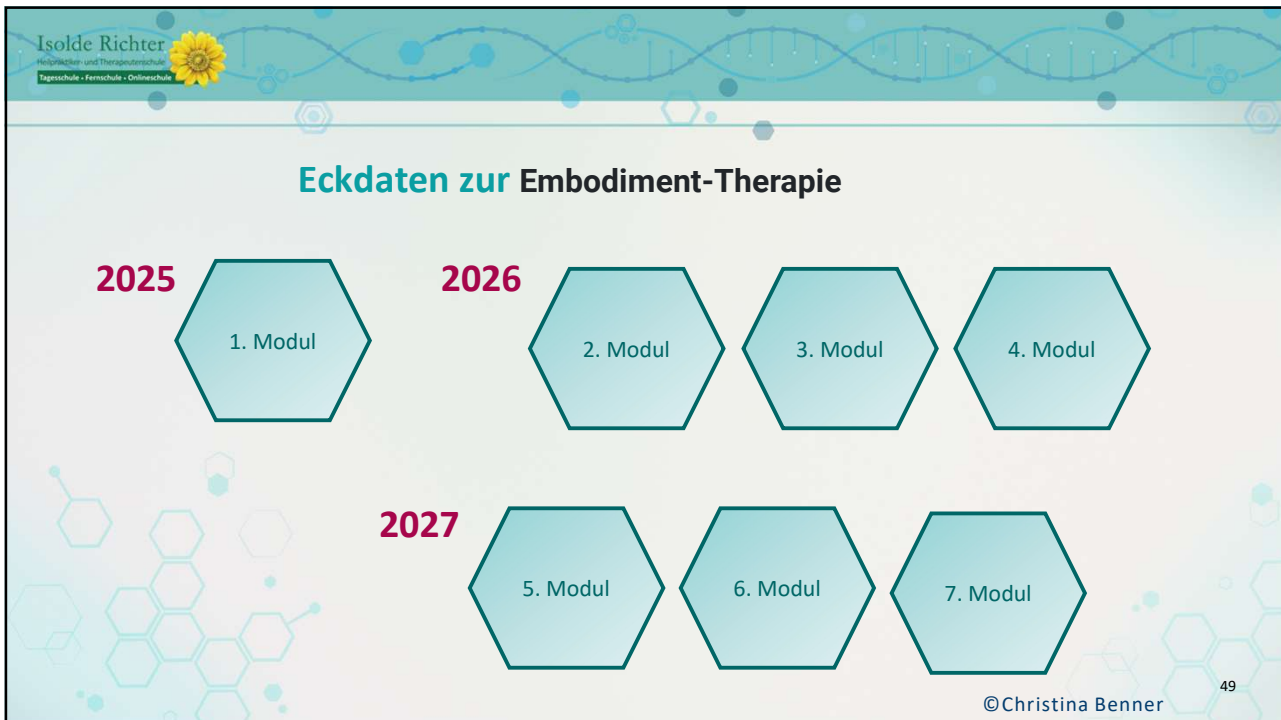 Isolde Richter
Heilpraktiker- und Therapeutenschule
Tagesschule • Fernschule • Onlineschule
Eckdaten zur Embodiment-Therapie
2025
1. Modul
2026
2. Modul
3. Modul
4. Modul
2027
5. Modul
6. Modul
7. Modul
49
©Christina Benner